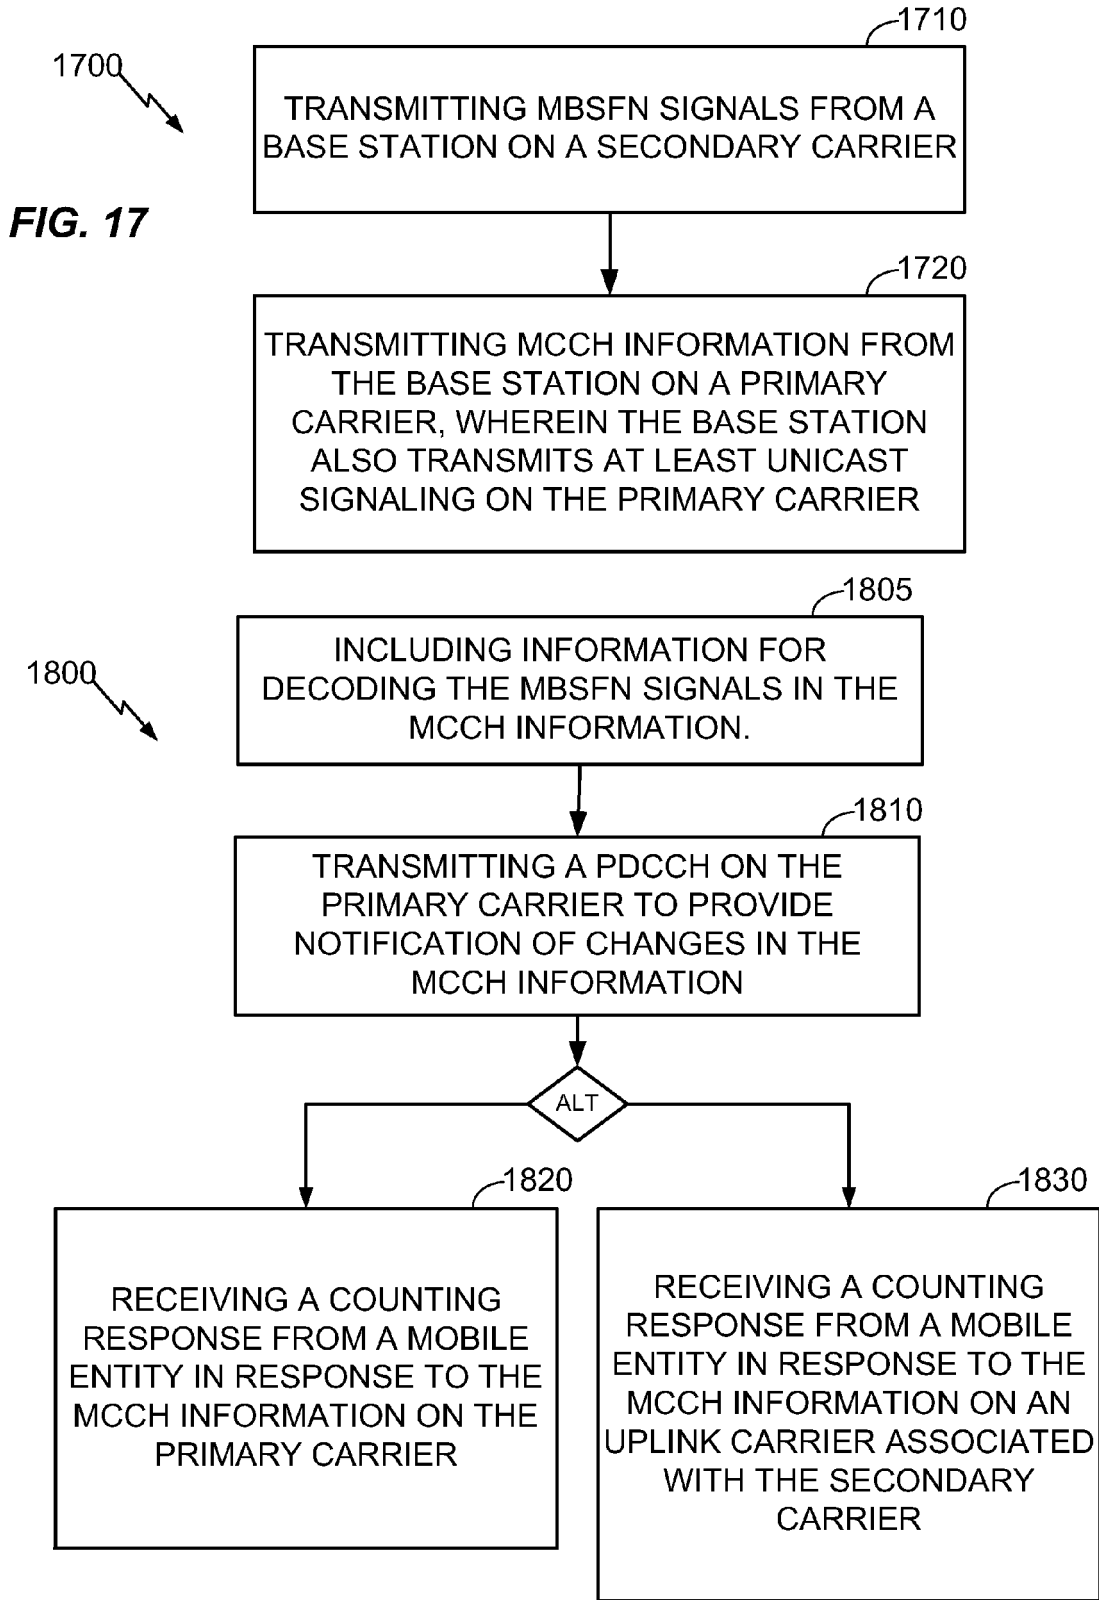 1710
1700
TRANSMITTING MBSFN SIGNALS FROM A
BASE STATION ON A SECONDARY CARRIER
FIG. 17
1720
TRANSMITTING MCCH INFORMATION FROM
THE BASE STATION ON A PRIMARY
CARRIER, WHEREIN THE BASE STATION
ALSO TRANSMITS AT LEAST UNICAST
SIGNALING ON THE PRIMARY CARRIER
1805
1800
INCLUDING INFORMATION FOR
DECODING THE MBSFN SIGNALS IN THE
MCCH INFORMATION.
1810
TRANSMITTING A PDCCH ON THE
PRIMARY CARRIER TO PROVIDE
NOTIFICATION OF CHANGES IN THE
MCCH INFORMATION
ALT
1820
RECEIVING A COUNTING
RESPONSE FROM A MOBILE
ENTITY IN RESPONSE TO THE
MCCH INFORMATION ON THE
PRIMARY CARRIER
1830
RECEIVING A COUNTING
RESPONSE FROM A MOBILE
ENTITY IN RESPONSE TO THE
MCCH INFORMATION ON AN
UPLINK CARRIER ASSOCIATED
WITH THE SECONDARY
CARRIER